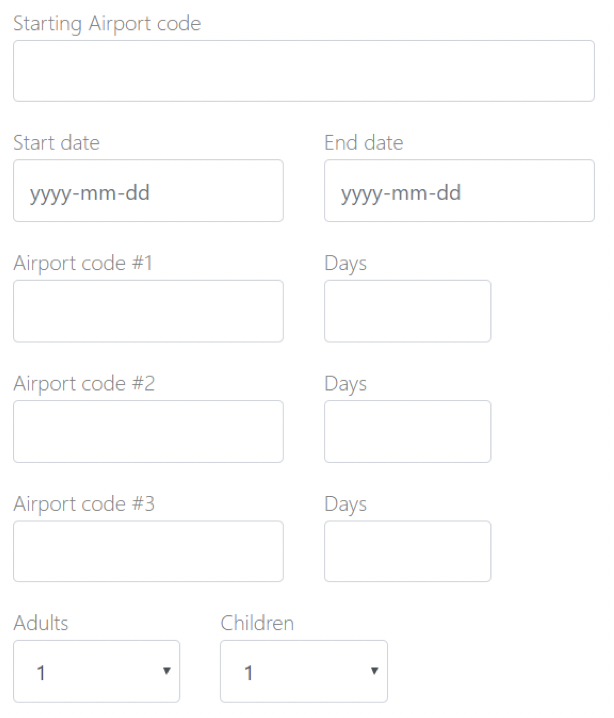 Starting Airport code
Start date End date
yyyy-mm-dd yyyy-mm-dd
Airport code #1 Days
Airport code #2 Days
Airport code #3 Days
Adults Children
1 1